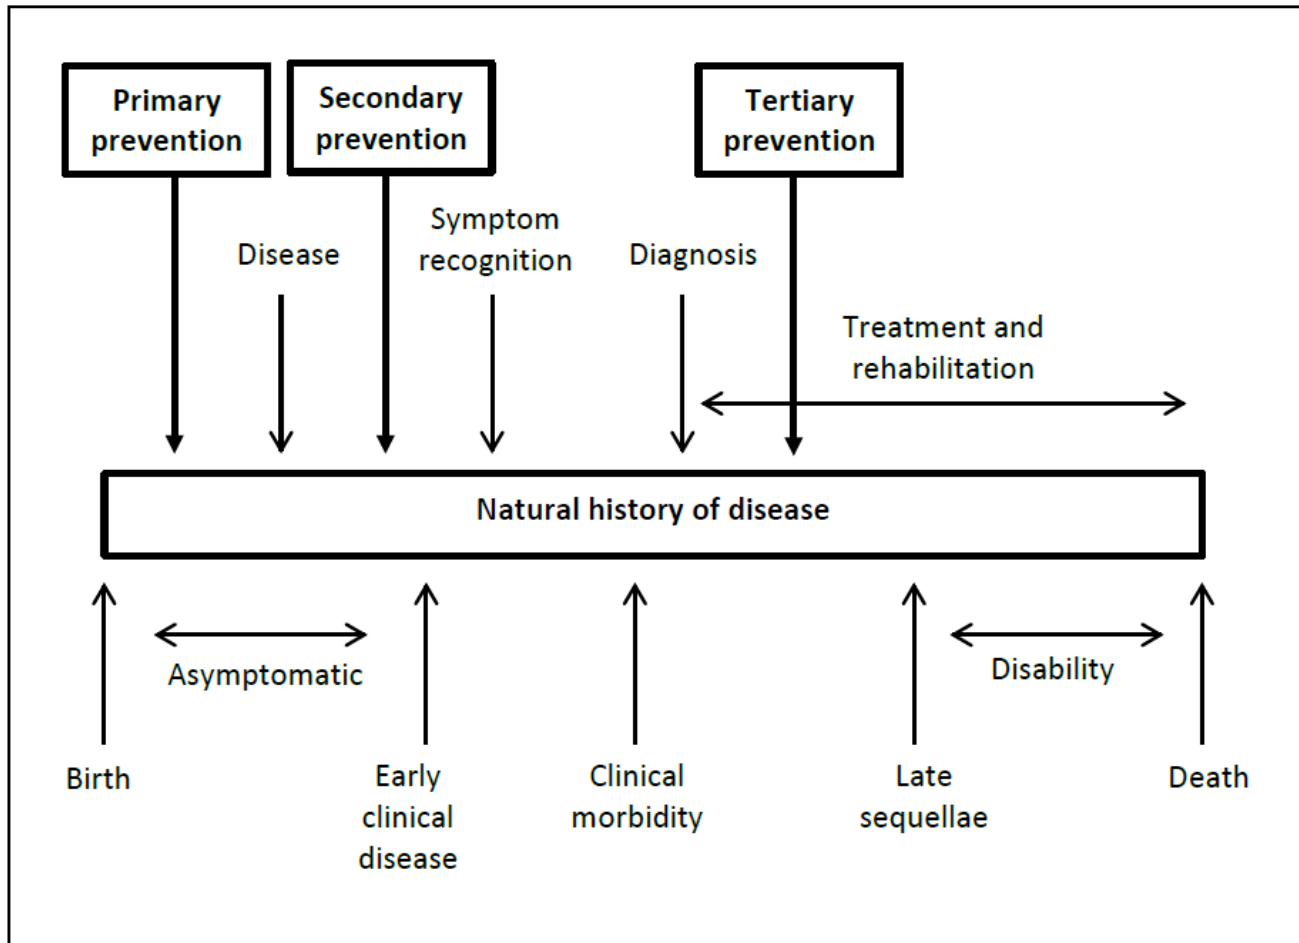 Primary
prevention
Secondary
prevention
Tertiary
prevention
Disease
Symptom
recognition
Diagnosis
Treatment and
rehabilitation
Natural history of disease
Asymptomatic
Disability
Birth
Early
clinical
disease
Clinical
morbidity
Late
sequellae
Death